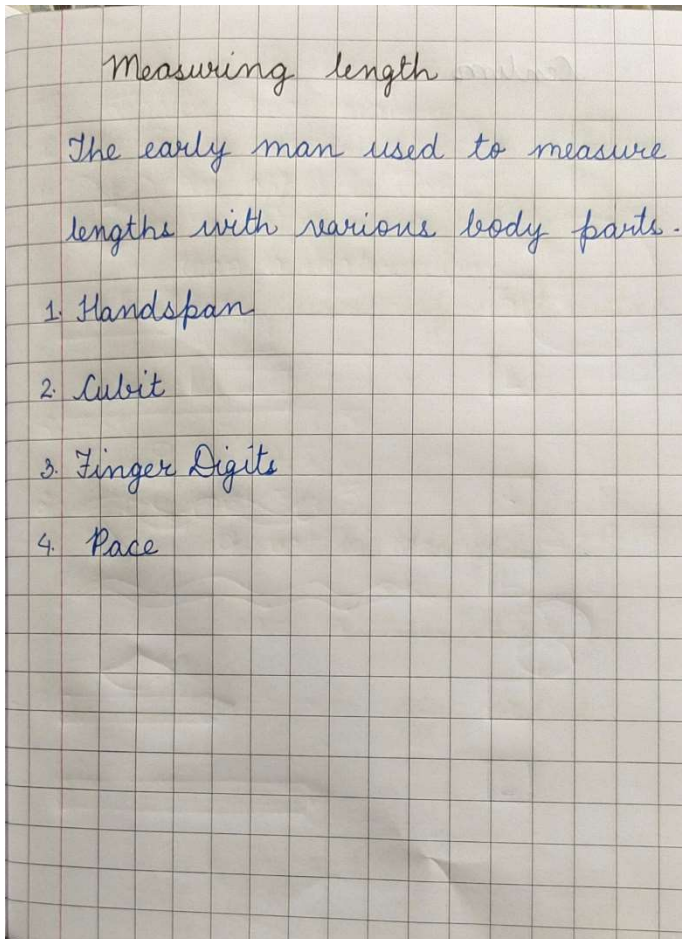 Measuring length
The early man used to measure
lengths with various body parts.
1. Handspan
2. Cubit
3. Finger Digits
4. Pace